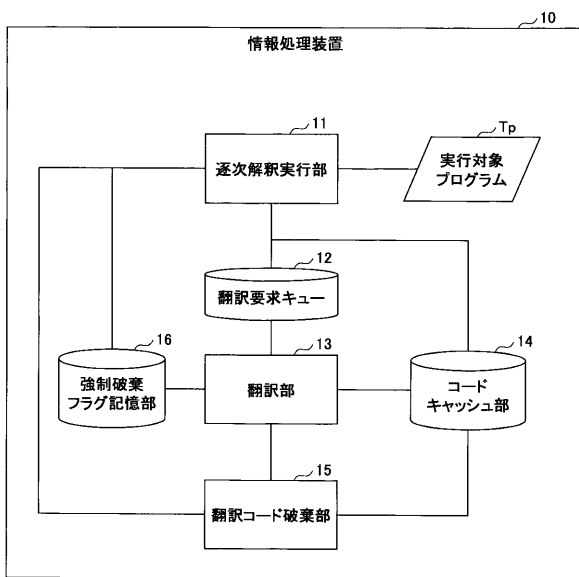 10
情報処理装置
11
逐次解釈実行部
Tp
実行対象
プログラム
12
翻訳要求キュー
16
強制破棄
フラグ記憶部
13
翻訳部
14
コード
キャッシュ部
15
翻訳コード破棄部